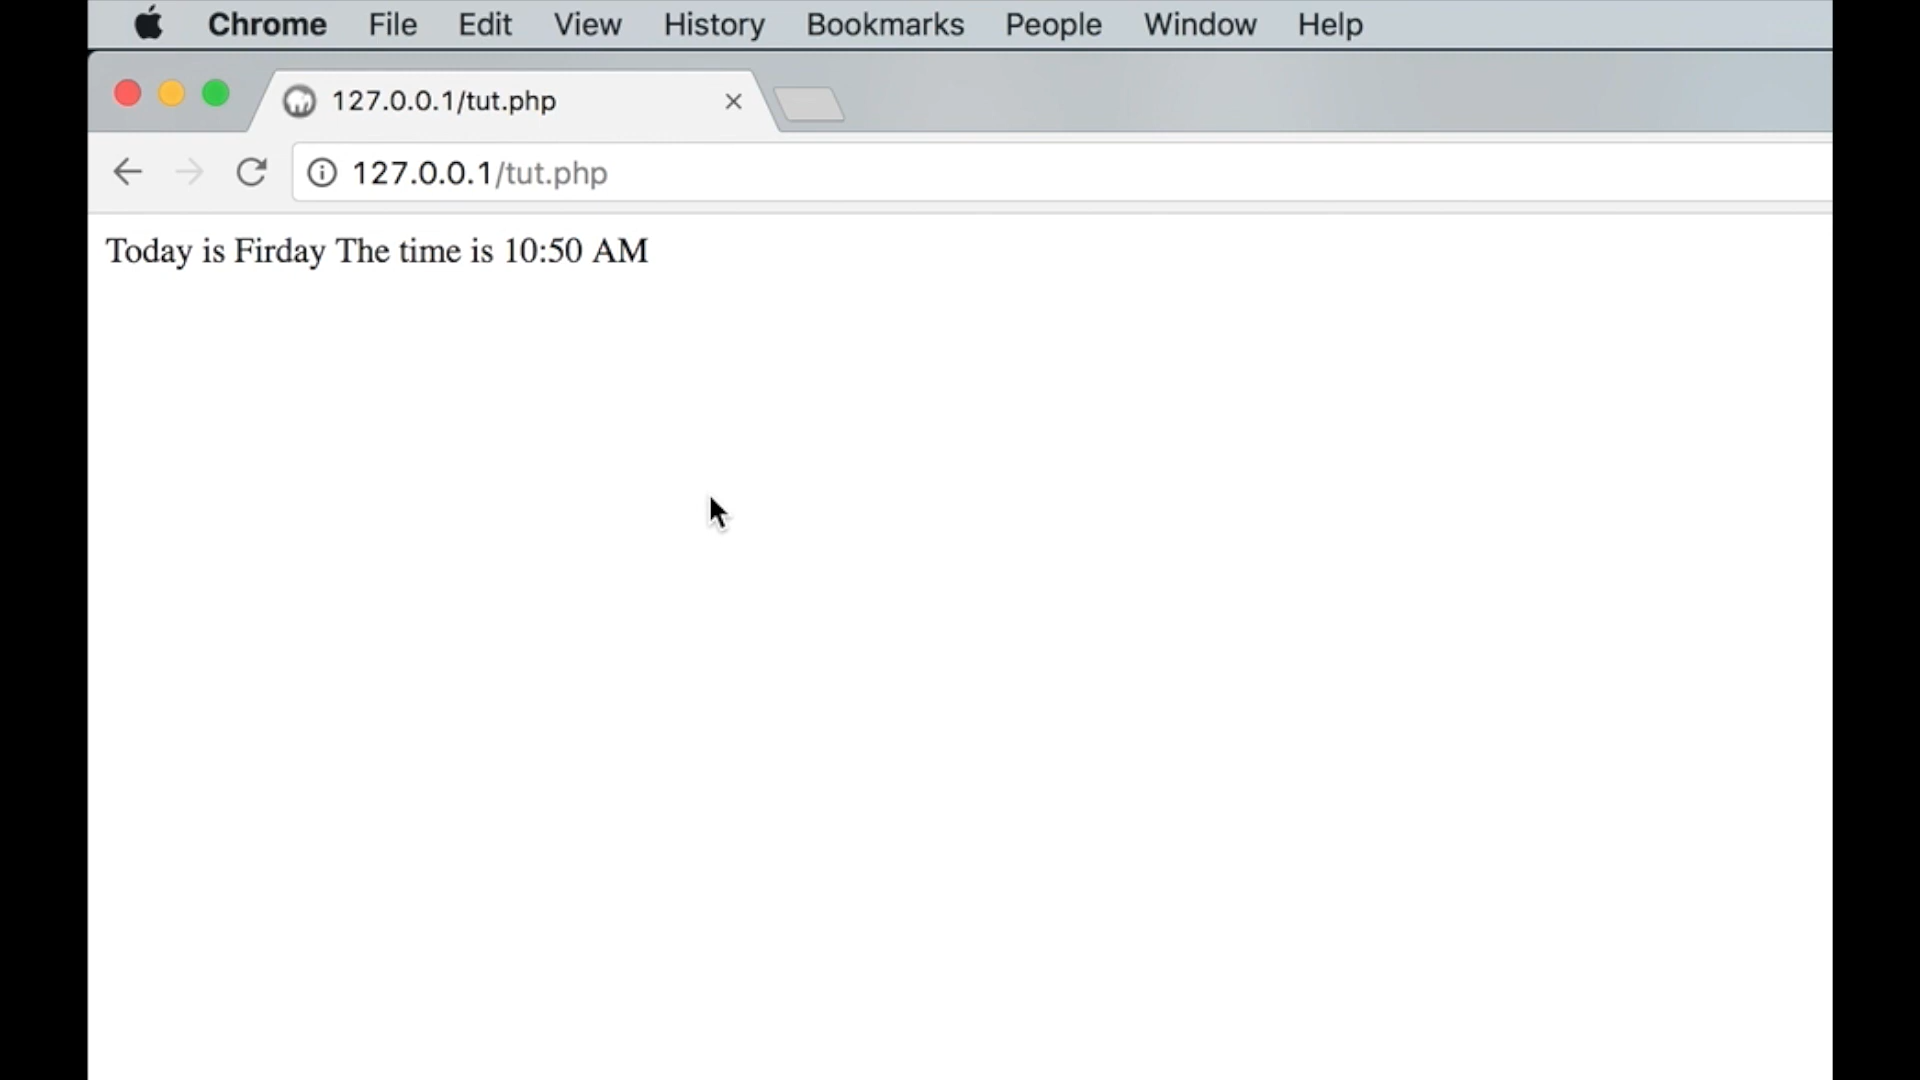 Chrome File Edit View History Bookmarks People Window Help
127.0.0.1/tut.php
127.0.0.1/tut.php
Today is Firday The time is 10:50 AM